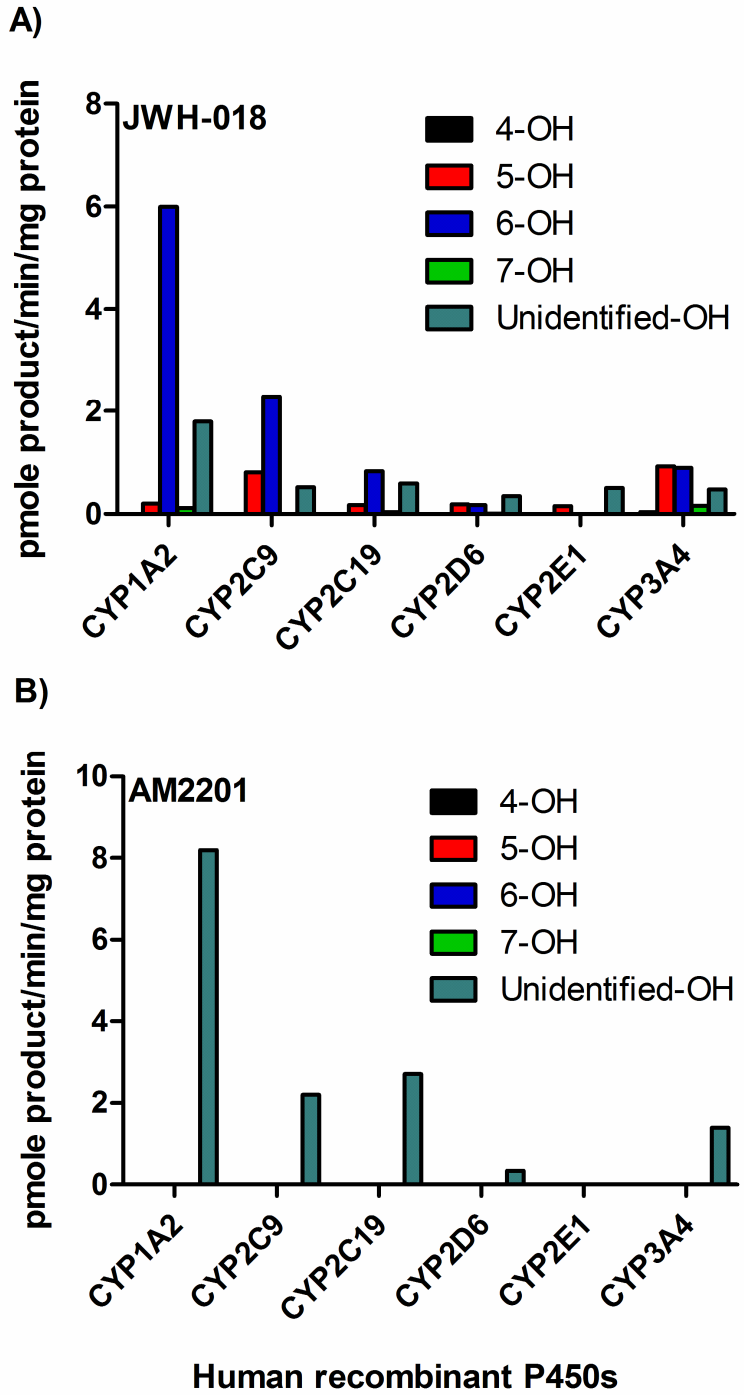 A)
pmole product/min/mg protein
JWH-018
8
6
4
2
0
4-OH
5-OH
6-OH
7-OH
Unidentified-OH
CYP1A2
CYP2C9
CYP2C19
CYP2D6
CYP2E1
CYP3A4
B)
pmole product/min/mg protein
AM2201
10
8
6
4
2
0
4-OH
5-OH
6-OH
7-OH
Unidentified-OH
CYP1A2
CYP2C9
CYP2C19
CYP2D6
CYP2E1
CYP3A4
Human recombinant P450s